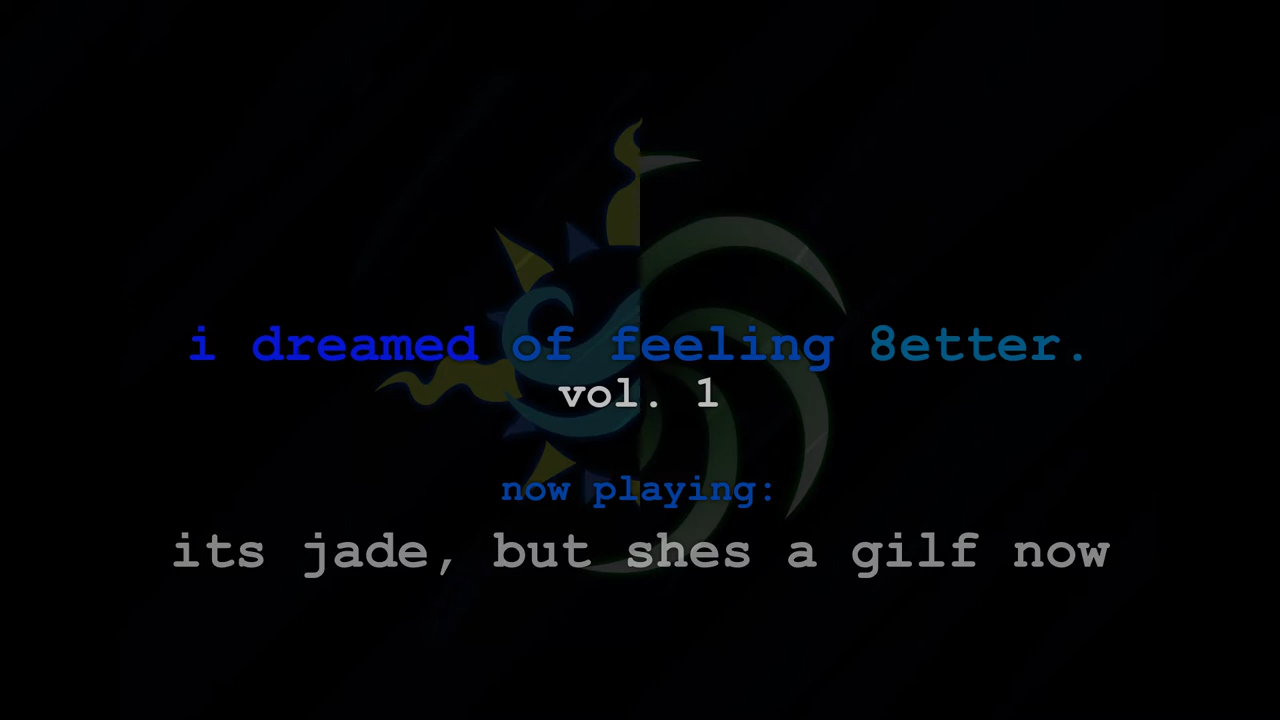 i dreamed of feeling 8etter.
vol. 1
now playing:
its jade, but shes a gilf now